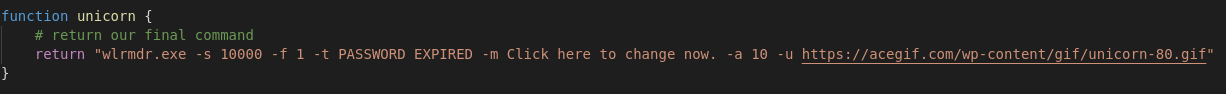 function unicorn {
# return our final command
return "wlrmdr.exe -s 10000 -f 1 -t PASSWORD EXPIRED -m Click here to change now. -a 10 -u https://acegif.com/wp-content/gif/unicorn-80.gif"
}